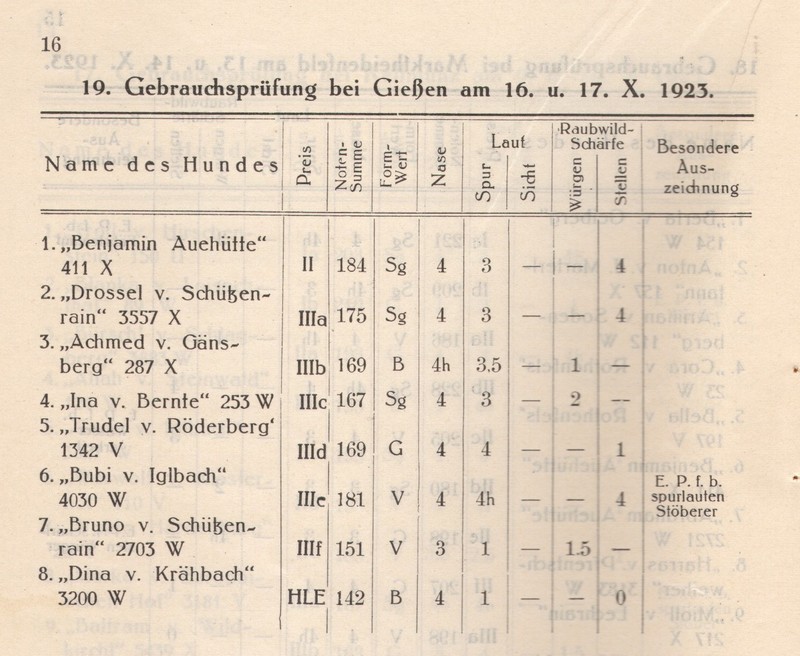 16
19. Gebrauchsprüfung bei Gießen am 16. u. 17. X. 1923.
Name des Hundes | Preis | Noten-Summe | Form-Wert | Nase | Laut Spur | Laut Sicht | Raubwild-Schärfe Würgen | Raubwild-Schärfe Stellen | Besondere Aus-zeichnung
1. „Benjamin Auehütte“
411 X II 184 Sg 4 3 — — 4
2. „Drossel v. Schützen-
rain“ 3557 X IIIa 175 Sg 4 3 — — 4
3. „Achmed v. Gäns-
berg“ 287 X IIIb 169 B 4h 3.5 — 1 —
4. „Ina v. Bernte“ 253 W IIIc 167 Sg 4 3 — 2 —
5. „Trudel v. Röderberg‘
1342 V IIId 169 G 4 4 — — 1
6. „Bubi v. Iglbach“
4030 W IIIe 181 V 4 4h — — 4 E. P. f. b. spurlauten Stöberer
7. „Bruno v. Schützen-
rain“ 2703 W IIIf 151 V 3 1 — 1.5 —
8. „Dina v. Krähbach“
3200 W HLE 142 B 4 1 — — 0